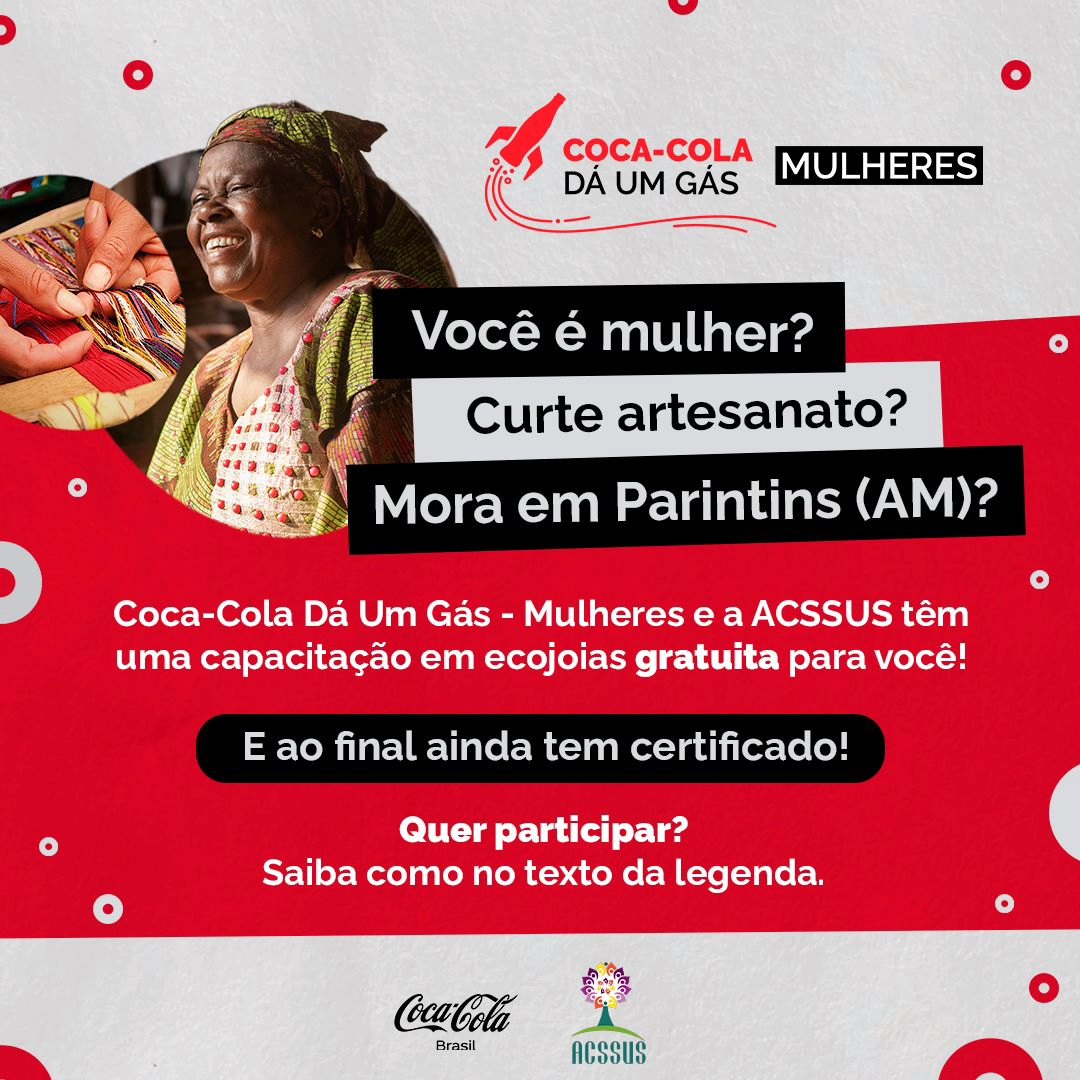 COCA-COLA
DÁ UM GÁS
MULHERES
Você é mulher?
Curte artesanato?
Mora em Parintins (AM)?
Coca-Cola Dá Um Gás - Mulheres e a ACSSUS têm
uma capacitação em ecojoias gratuita para você!
E ao final ainda tem certificado!
Quer participar?
Saiba como no texto da legenda.
Coca-Cola
Brasil
ACSSUS